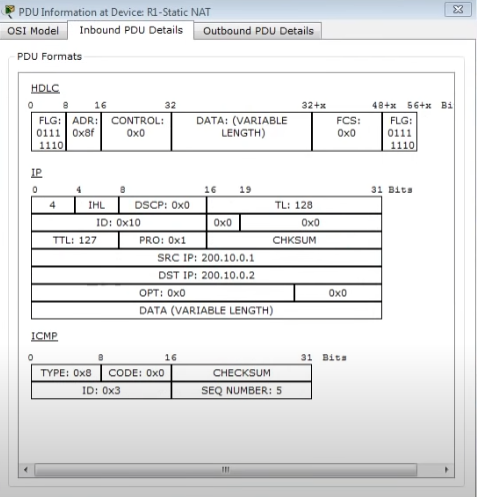 PDU Information at Device: R1-Static NAT
OSI Model Inbound PDU Details Outbound PDU Details
PDU Formats
HDLC
0 8 16 32 32+x 48+x 56+x Bi
FLG: ADR: CONTROL: DATA: (VARIABLE FCS: FLG:
0111 0x8f 0x0 LENGTH) 0x0 0111
1110 1110
IP
0 4 8 16 19 31 Bits
4 IHL DSCP: 0x0 TL: 128
ID: 0x10 0x0 0x0
TTL: 127 PRO: 0x1 CHKSUM
SRC IP: 200.10.0.1
DST IP: 200.10.0.2
OPT: 0x0 0x0
DATA (VARIABLE LENGTH)
ICMP
0 8 16 31 Bits
TYPE: 0x8 CODE: 0x0 CHECKSUM
ID: 0x3 SEQ NUMBER: 5